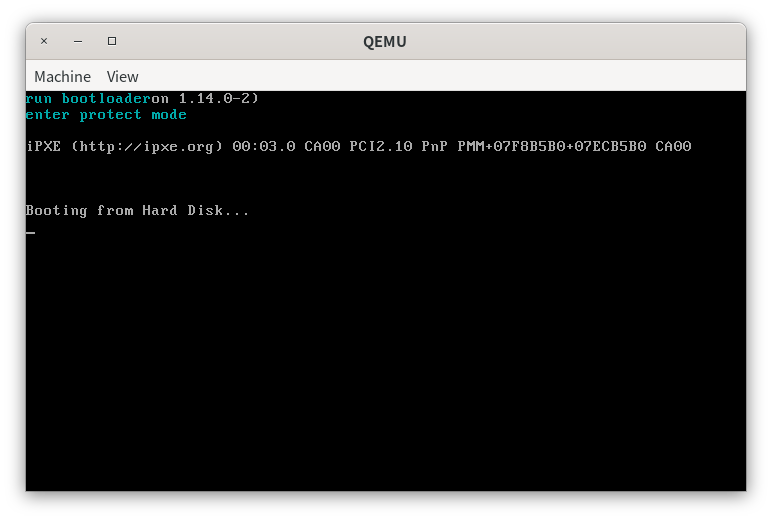 QEMU
Machine View
run bootloaderon 1.14.0-2)
enter protect mode
iPXE (http://ipxe.org) 00:03.0 CA00 PCI2.10 PnP PMM+07F8B5B0+07ECB5B0 CA00
Booting from Hard Disk...